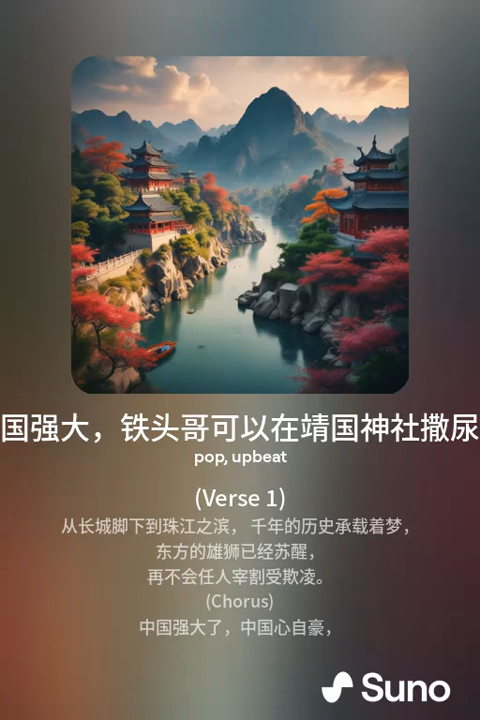 国强大，铁头哥可以在靖国神社撒尿
pop, upbeat
(Verse 1)
从长城脚下到珠江之滨， 千年的历史承载着梦，
东方的雄狮已经苏醒，
再不会任人宰割受欺凌。
(Chorus)
中国强大了，中国心自豪，
Suno